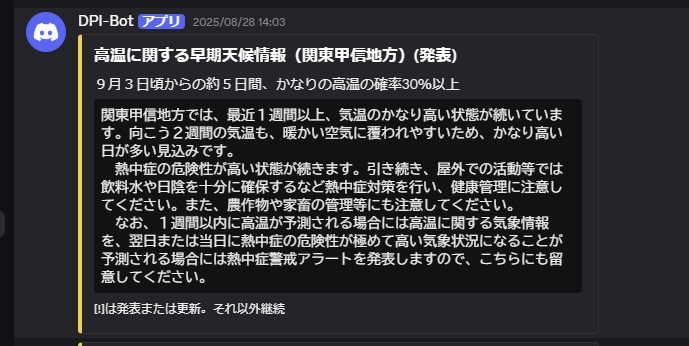 DPI-Bot アプリ 2025/08/28 14:03
高温に関する早期天候情報（関東甲信地方）(発表)
９月３日頃からの約５日間、かなりの高温の確率30%以上
関東甲信地方では、最近１週間以上、気温のかなり高い状態が続いていま
す。向こう２週間の気温も、暖かい空気に覆われやすいため、かなり高い
日が多い見込みです。
　熱中症の危険性が高い状態が続きます。引き続き、屋外での活動等では
飲料水や日陰を十分に確保するなど熱中症対策を行い、健康管理に注意し
てください。また、農作物や家畜の管理等にも注意してください。
　なお、１週間以内に高温が予測される場合には高温に関する気象情報
を、翌日または当日に熱中症の危険性が極めて高い気象状況になることが
予測される場合には熱中症警戒アラートを発表しますので、こちらにも留
意してください。
[!]は発表または更新。それ以外継続